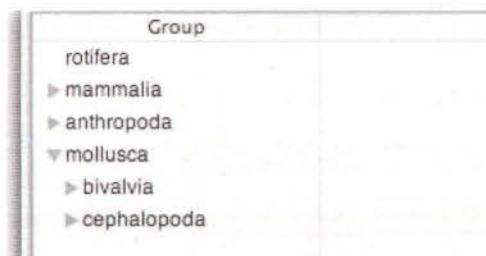 Group
rotifera
mammalia
anthropoda
mollusca
bivalvia
cephalopoda